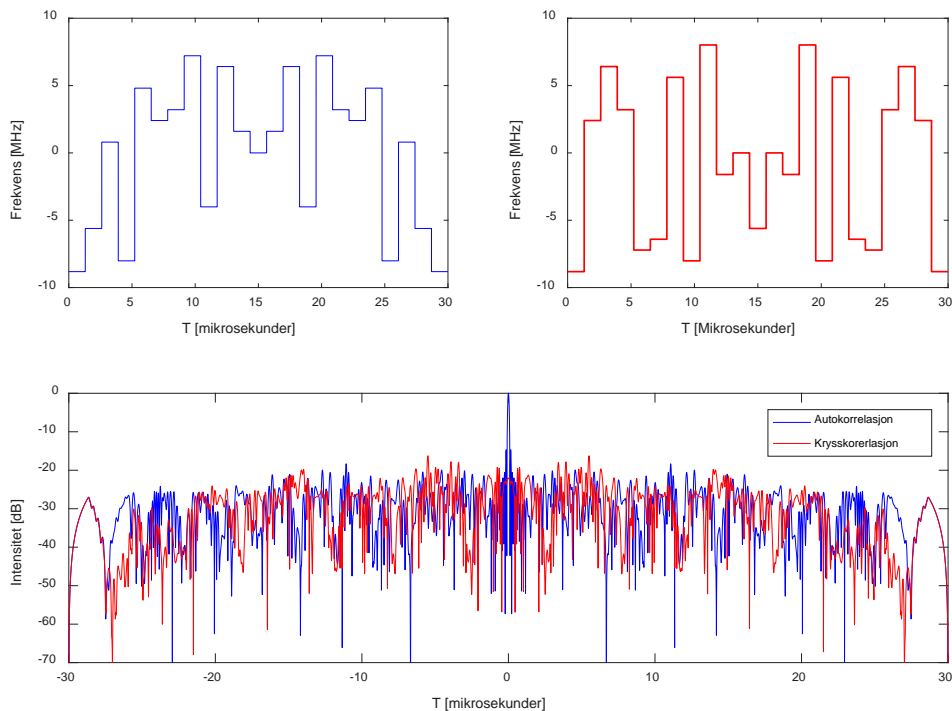 10
5
0
-5
-10
Frekvens [MHz]
0 5 10 15 20 25 30
T [mikrosekunder]
10
5
0
-5
-10
Frekvens [MHz]
0 5 10 15 20 25 30
T [Mikrosekunder]
0
-10
-20
-30
-40
-50
-60
-70
Intensitet [dB]
Autokorrelasjon
Krysskorerlasjon
-30 -20 -10 0 10 20 30
T [mikrosekunder]